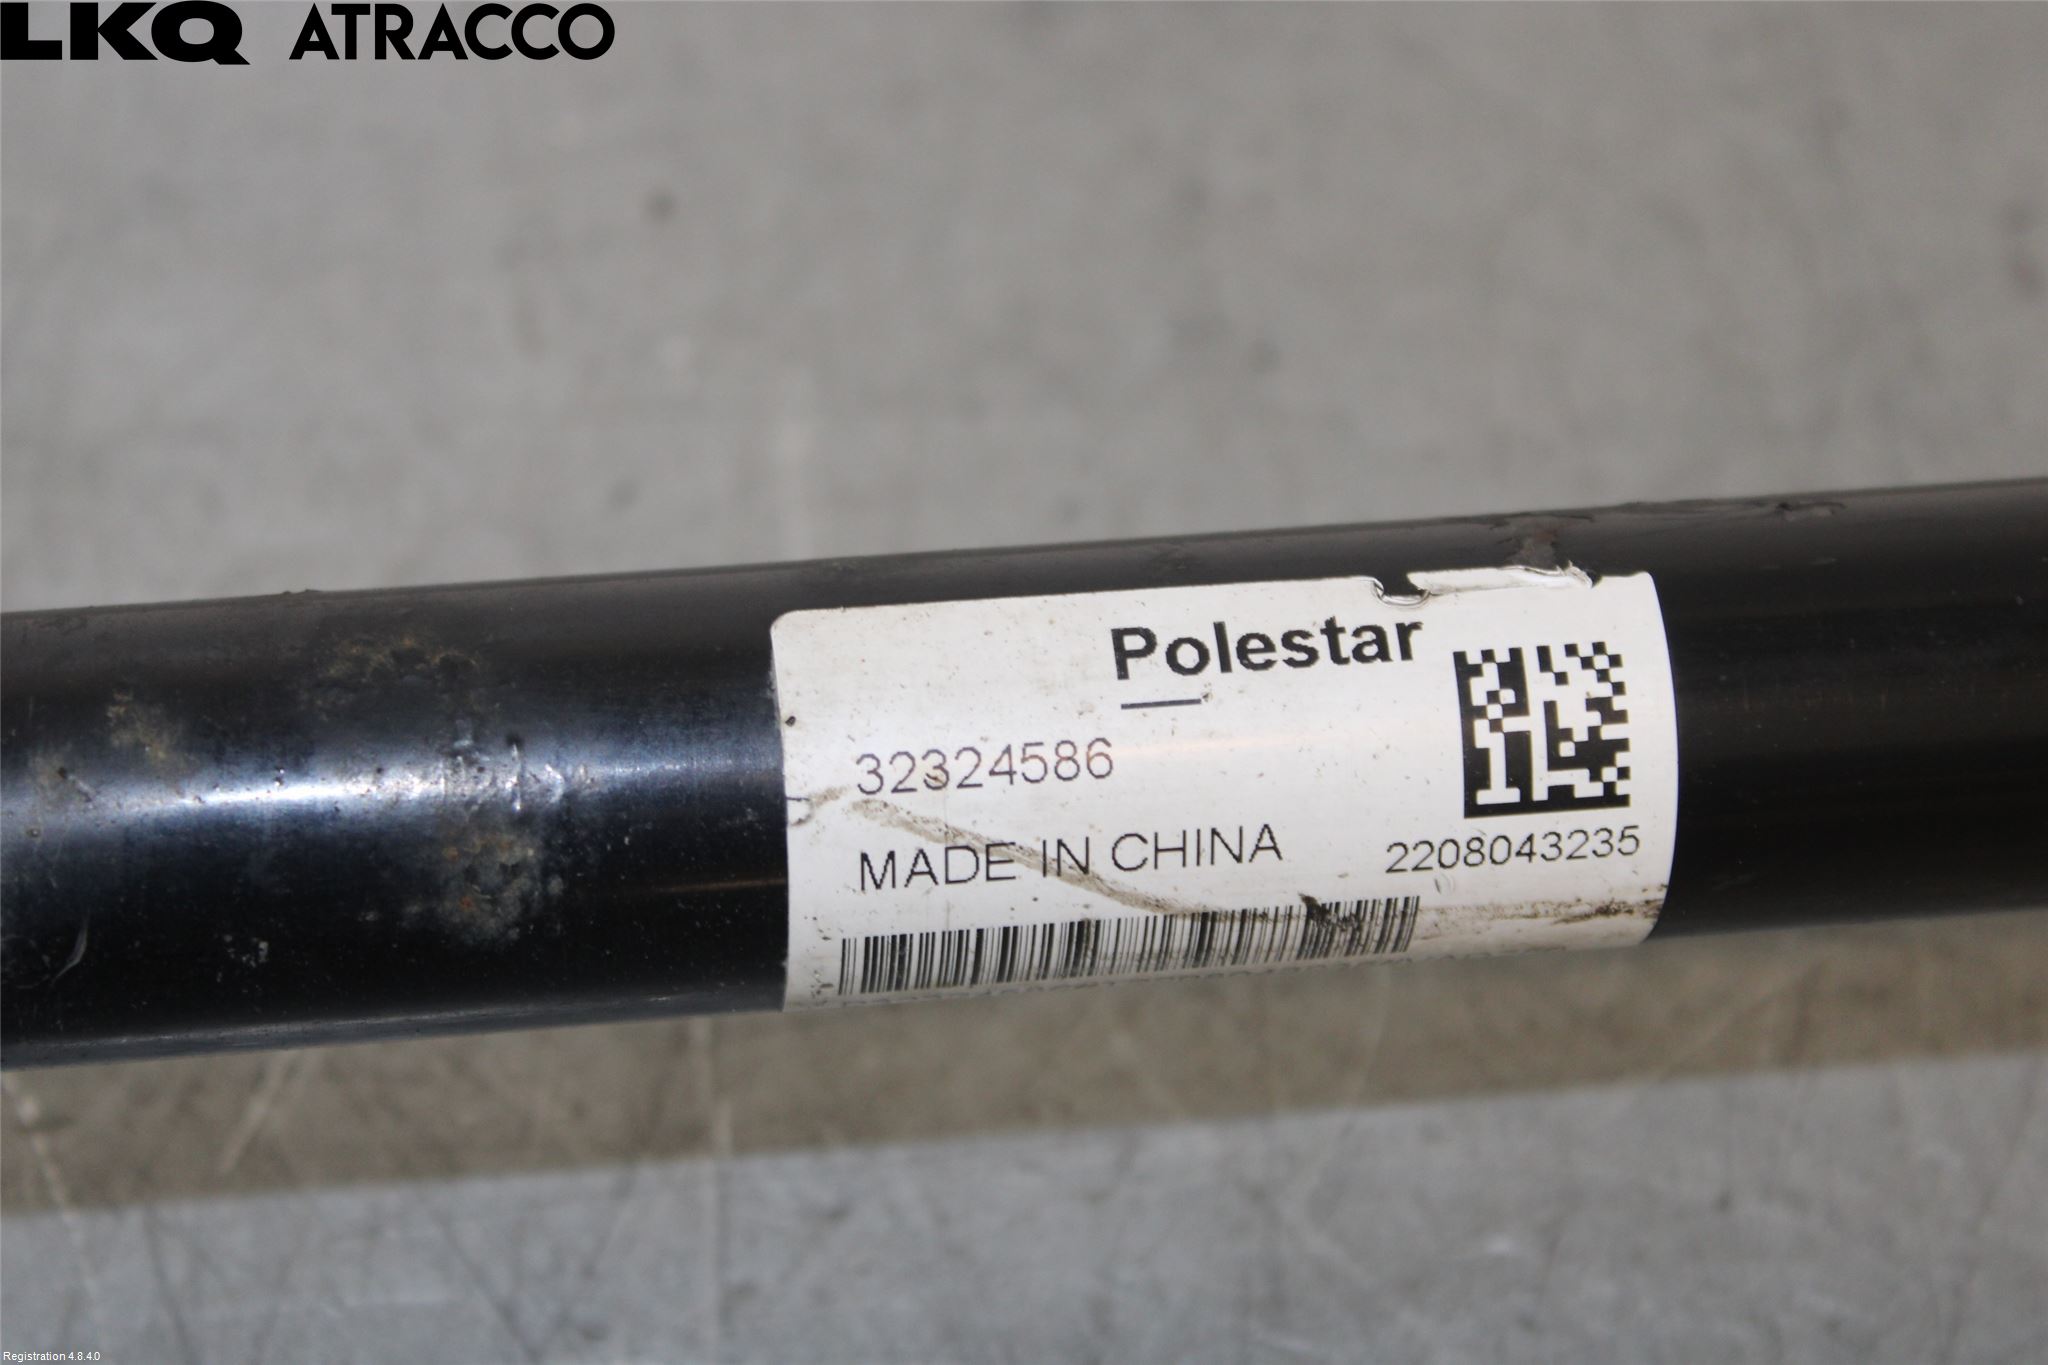 LKQ ATRACCO
Polestar
32324586
MADE IN CHINA
2208043235
Registration 4.8.4.0